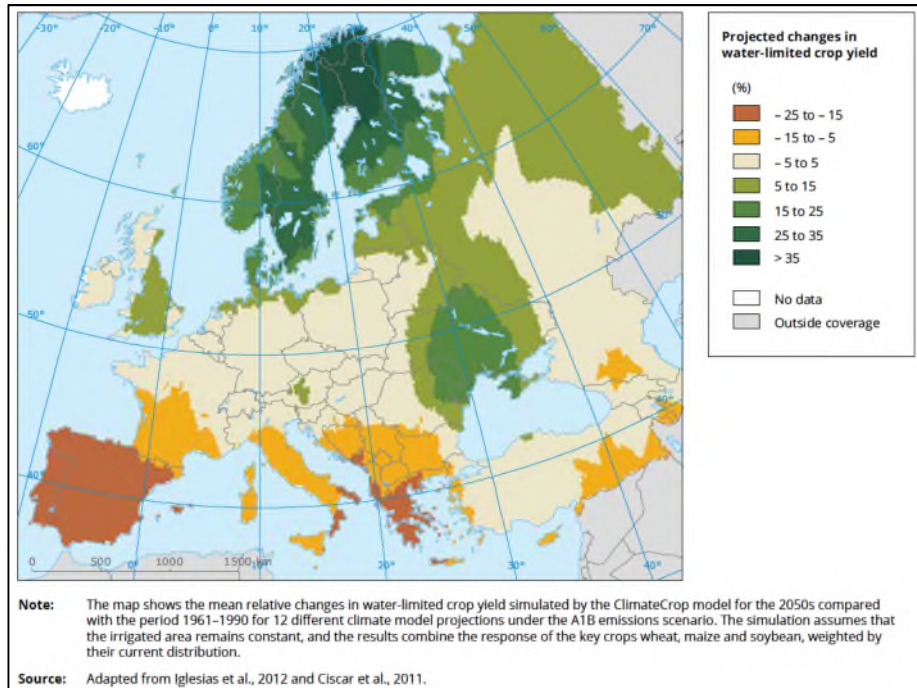 -30°
-20°
-10°
0°
10°
20°
30°
40°
50°
60°
70°
60°
50°
50°
40°
40°
0
500
1000
1500 km
0°
10°
20°
30°
40°
Projected changes in
water-limited crop yield
(%)
– 25 to – 15
– 15 to – 5
– 5 to 5
5 to 15
15 to 25
25 to 35
> 35
No data
Outside coverage
Note: The map shows the mean relative changes in water-limited crop yield simulated by the ClimateCrop model for the 2050s compared
with the period 1961–1990 for 12 different climate model projections under the A1B emissions scenario. The simulation assumes that
the irrigated area remains constant, and the results combine the response of the key crops wheat, maize and soybean, weighted by
their current distribution.
Source: Adapted from Iglesias et al., 2012 and Ciscar et al., 2011.